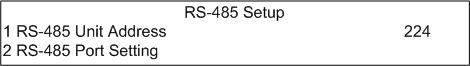 RS-485 Setup
1 RS-485 Unit Address 224
2 RS-485 Port Setting